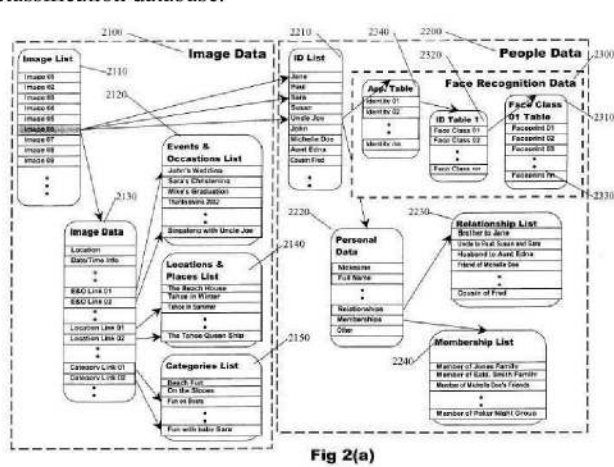 classification database.
2100
Image Data
Image List
Image 01
Image 02
Image 03
Image 04
Image 05
Image 06
Image 07
Image 08
Image 09
2110
2120
Events &
Occastions List
John's Wedding
Sara's Christening
Mike's Graduation
Thanksgiving 2002
Simpatens with Uncle Joe
2130
Image Data
Location
Date/Time Info
E&O Link 01
E&O Link 02
Location Link 01
Location Link 02
Category Link 01
Category Link 02
2140
Locations &
Places List
The Beach House
Tahoe in Winter
Tahoe in Summer
The Tahoe Queen Ship
2150
Categories List
Beach Fun
On the Slopes
Fun on Boats
Fun with baby Sara
2200
People Data
2210
ID List
Jane
Paul
Sara
Susan
Uncle Joe
John
Michelle Doe
Aunt Edna
Cousin Fred
2300
Face Recognition Data
2340
App. Table
Identity 01
Identity 02
Identity nn
2320
ID Table 1
Face Class 01
Face Class 02
Face Class nn
2310
Face Class
01 Table
Faceprint 01
Faceprint 02
Faceprint 03
Faceprint nn
2330
2220
Personal
Data
Nickname
Full Name
Relationships
Memberships
Other
2230
Relationship List
Brother to Jane
Uncle to Paul, Susan and Sara
Husband to Aunt Edna
Friend of Michelle Doe
Cousin of Fred
2240
Membership List
Member of Jones Family
Member of Smith Family
Member of Michelle Doe's Friends
Member of Poker Night Group
Fig 2(a)